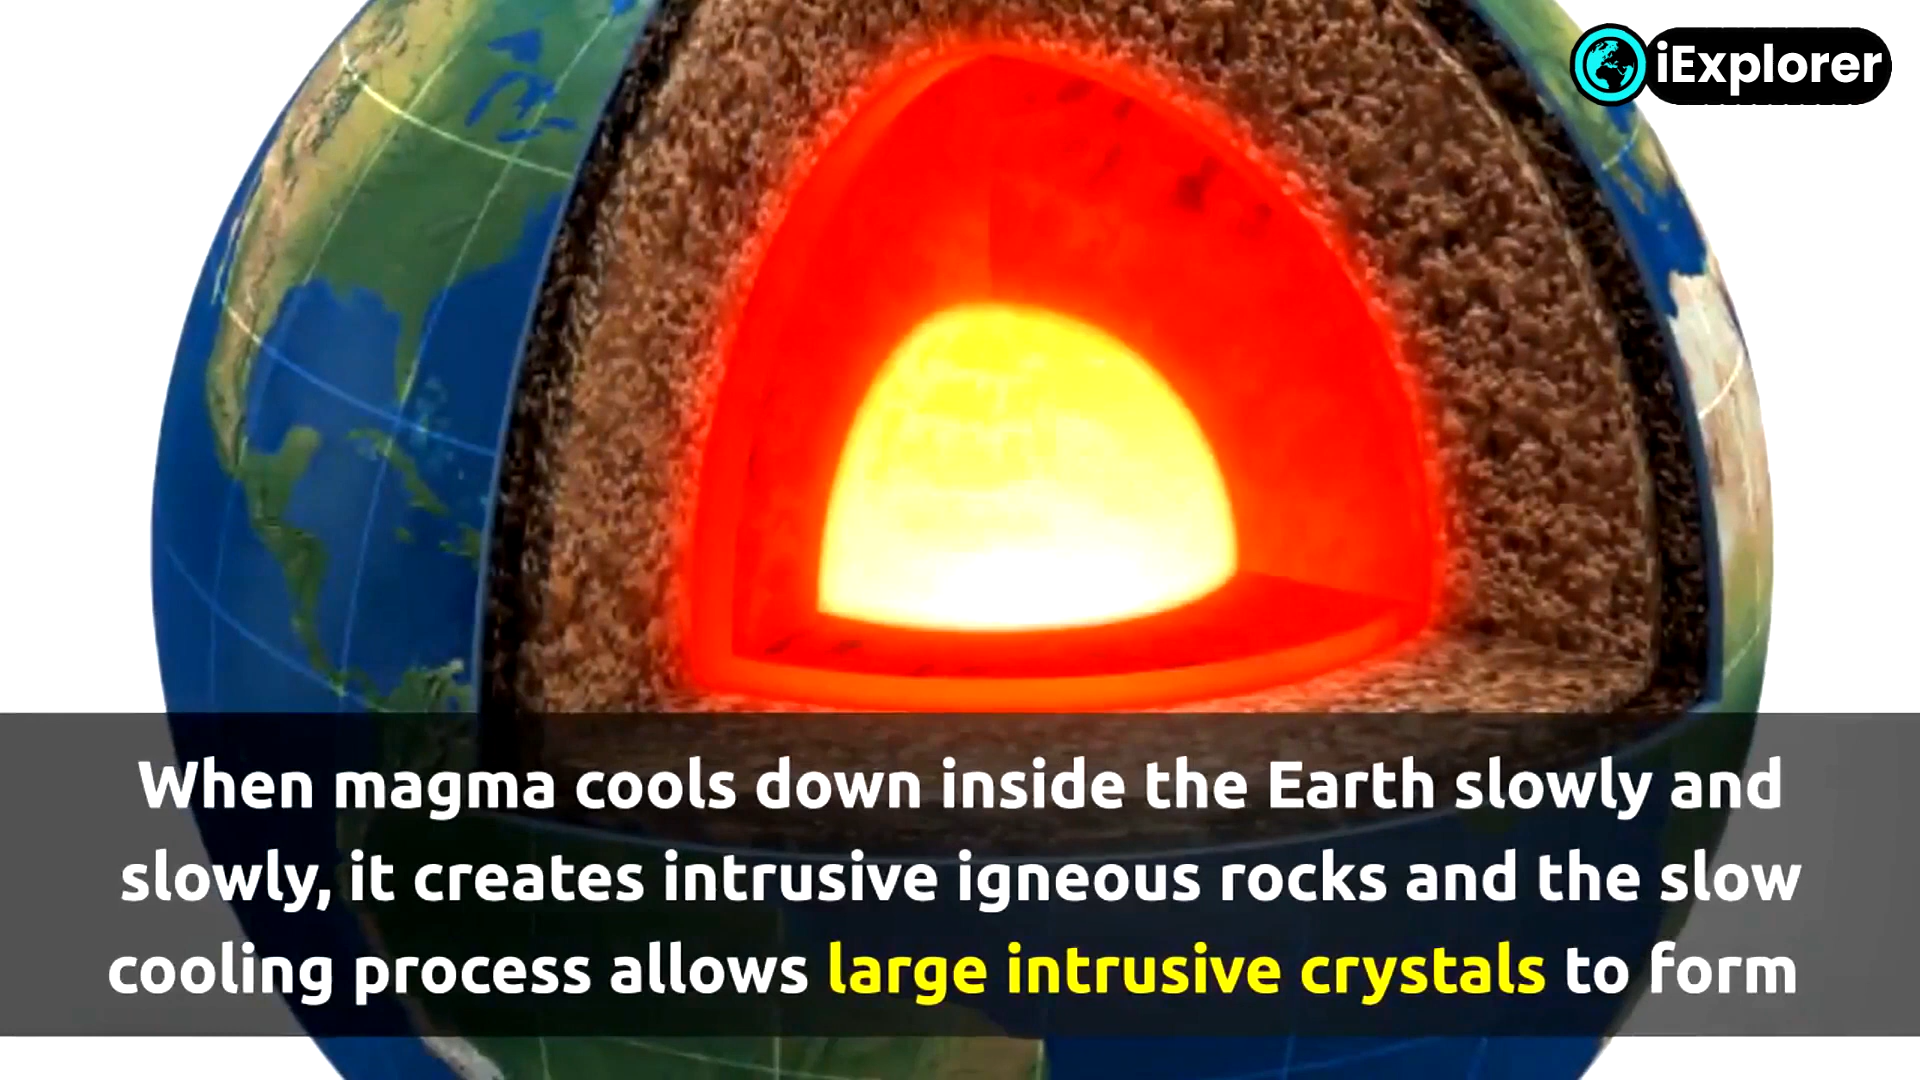 iExplorer
When magma cools down inside the Earth slowly and
slowly, it creates intrusive igneous rocks and the slow
cooling process allows large intrusive crystals to form